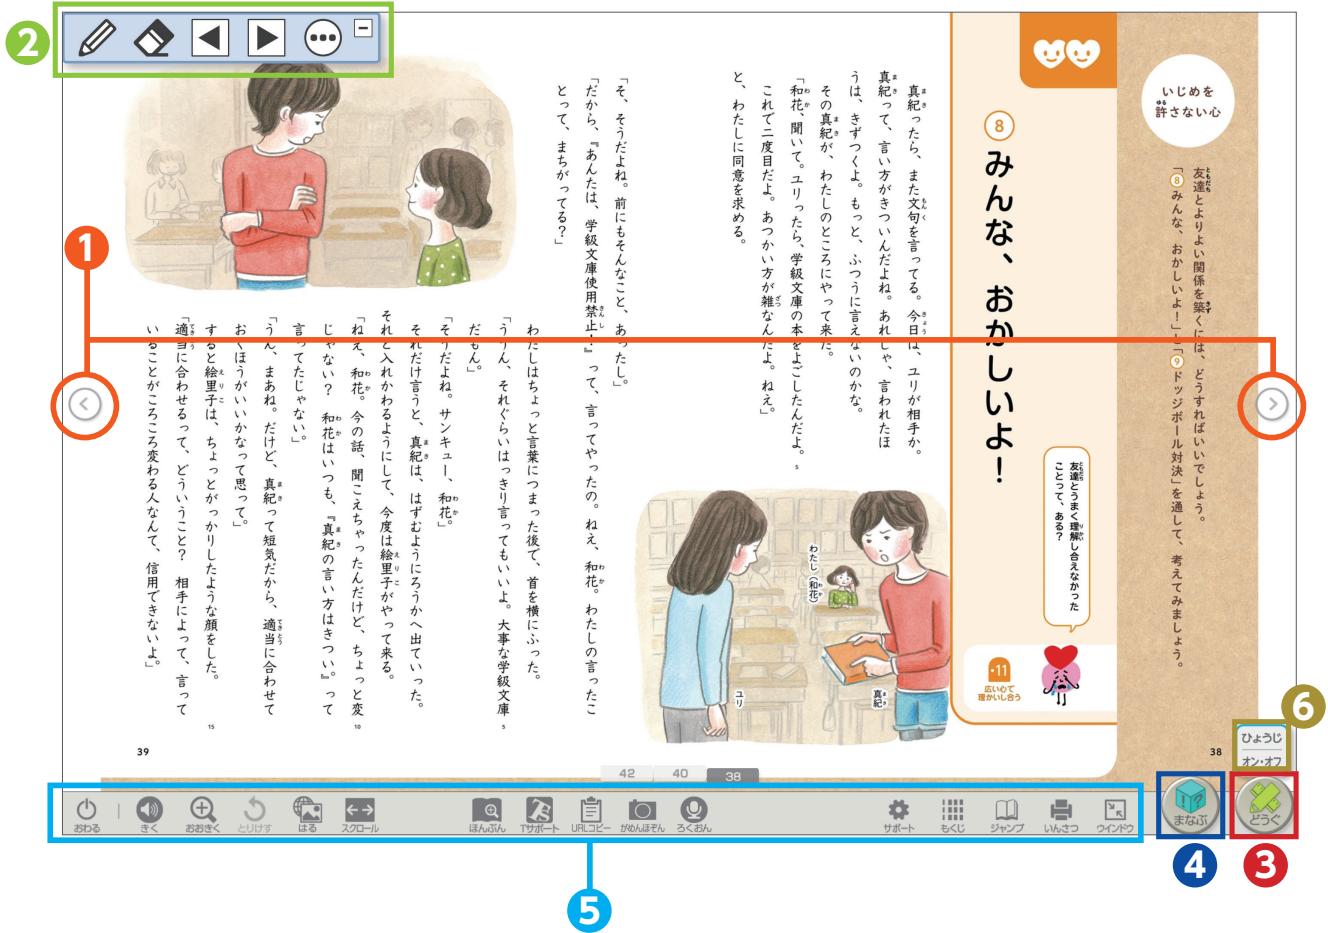 2
いじめを
許さない心
友達とよりよい関係を築くには、どうすればいいでしょう。
「⑧みんな、おかしいよ！」・「⑨ドッジボール対決」を通して、考えてみましょう。
⑧ みんな、おかしいよ！
友達とうまく理解し合えなかった
ことって、ある？
・11
広い心で
理かいし合う
38
真紀ったら、また文句を言ってる。今日は、ユリが相手か。
真紀って、言い方がきついんだよね。あれじゃ、言われたほ
うは、きずつくよ。もっと、ふつうに言えないのかな。
その真紀が、わたしのところにやって来た。
「和花、聞いて。ユリったら、学級文庫の本をよごしたんだよ。
これで二度目だよ。あつかい方が雑なんだよ。ねえ。」
と、わたしに同意を求める。
5
わたし（和花）
真紀
ユリ
「そ、そうだよね。前にもそんなこと、あったし。」
「だから、『あんたは、学級文庫使用禁止！』って、言ってやったの。ねえ、和花。わたしの言ったこ
とって、まちがってる？」
わたしはちょっと言葉につまった後で、首を横にふった。
「ううん、それぐらいはっきり言ってもいいよ。大事な学級文庫
だもん。」
「そうだよね。サンキュー、和花。」
それだけ言うと、真紀は、はずむようにろうかへ出ていった。
それと入れかわるようにして、今度は絵里子がやって来る。
「ねえ、和花。今の話、聞こえちゃったんだけど、ちょっと変
じゃない？　和花はいつも、『真紀の言い方はきつい。』って
言ってたじゃない。」
「うん、まあね。だけど、真紀って短気だから、適当に合わせて
おくほうがいいかなって思って。」
すると絵里子は、ちょっとがっかりしたような顔をした。
「適当に合わせるって、どういうこと？　相手によって、言って
いることがころころ変わる人なんて、信用できないよ。」
5
10
15
39
1
42 40 38
ひょうじ
オン・オフ
6
おわる きく おおきく とりけす はる スクロール ほんぶん Tサポート URLコピー がめんほぞん ろくおん サポート もくじ ジャンプ いんさつ ウインドウ
まなぶ
どうぐ
4
3
5